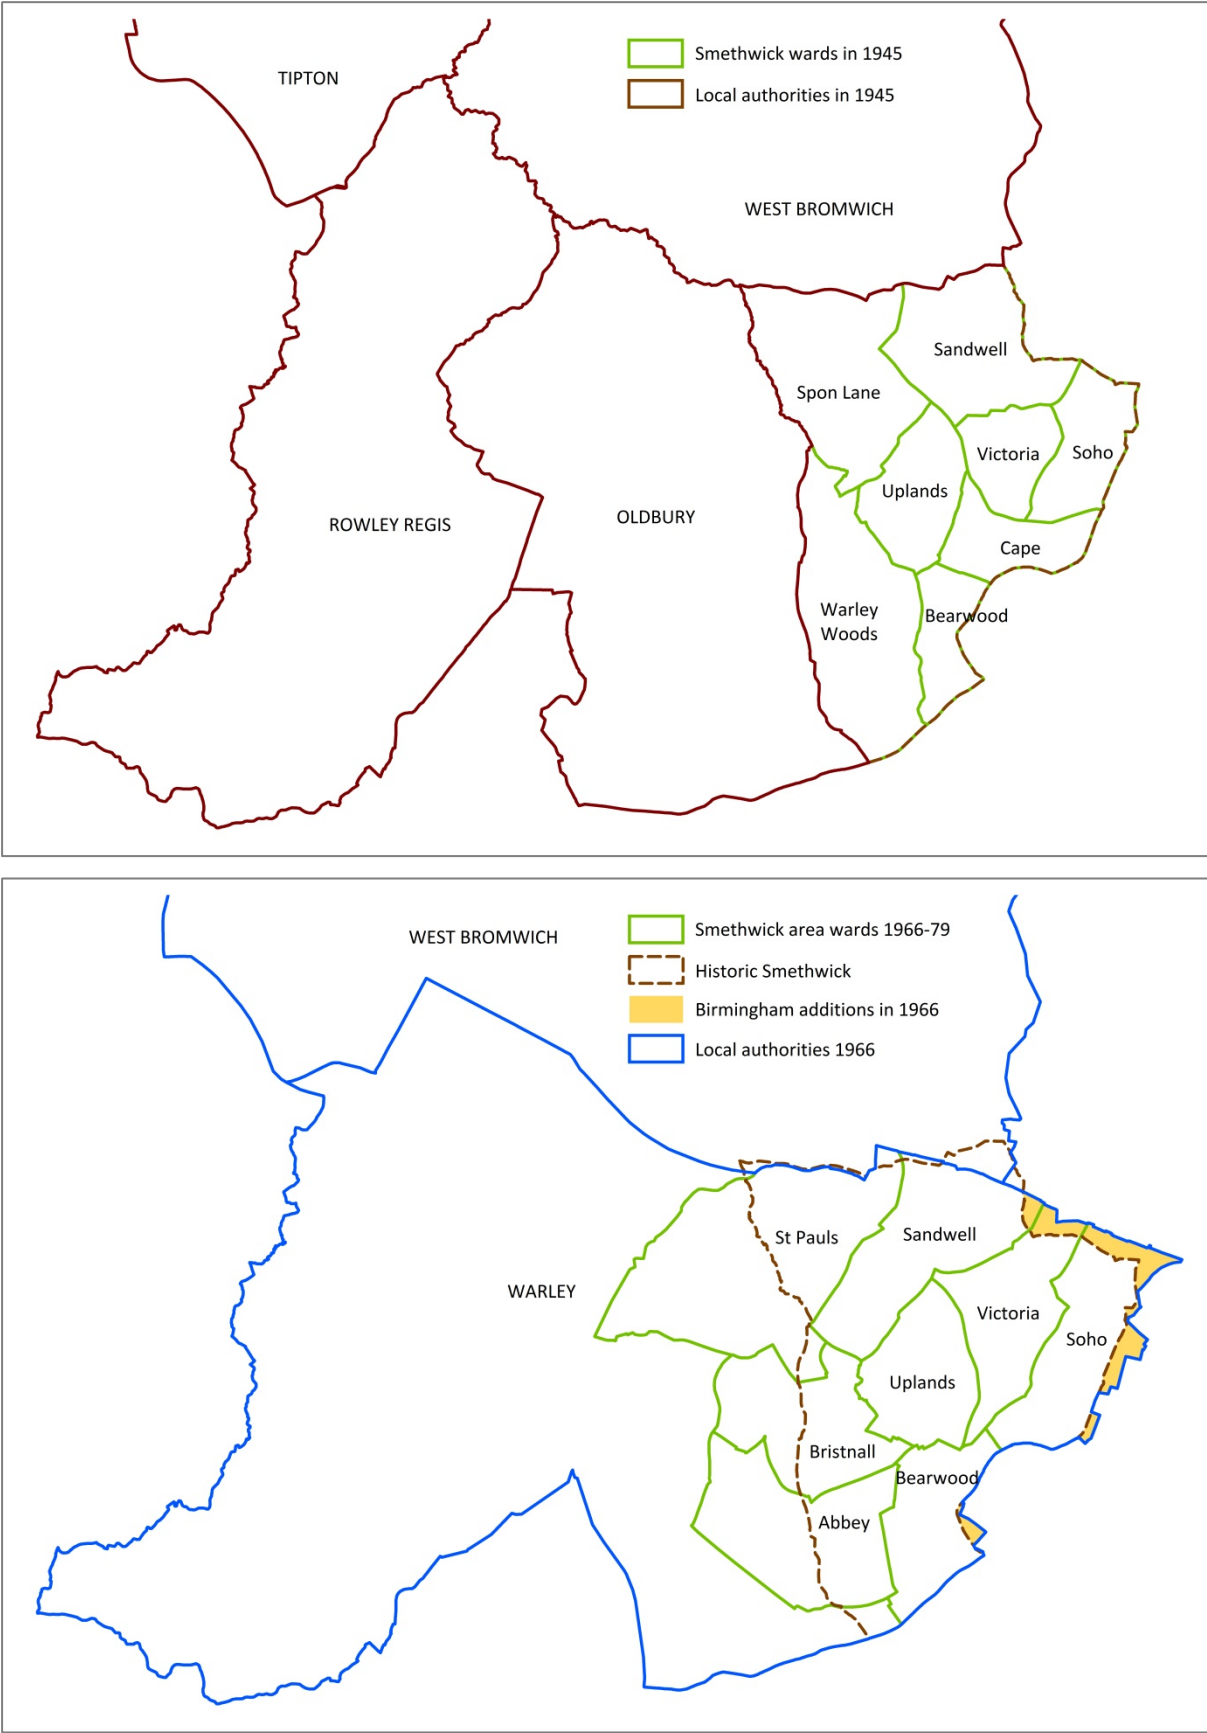 TIPTON
Smethwick wards in 1945
Local authorities in 1945
WEST BROMWICH
Sandwell
Spon Lane
Victoria
Soho
Uplands
ROWLEY REGIS
OLDBURY
Cape
Warley
Woods
Bearwood
WEST BROMWICH
Smethwick area wards 1966-79
Historic Smethwick
Birmingham additions in 1966
Local authorities 1966
St Pauls
Sandwell
WARLEY
Victoria
Soho
Uplands
Bristnall
Bearwood
Abbey